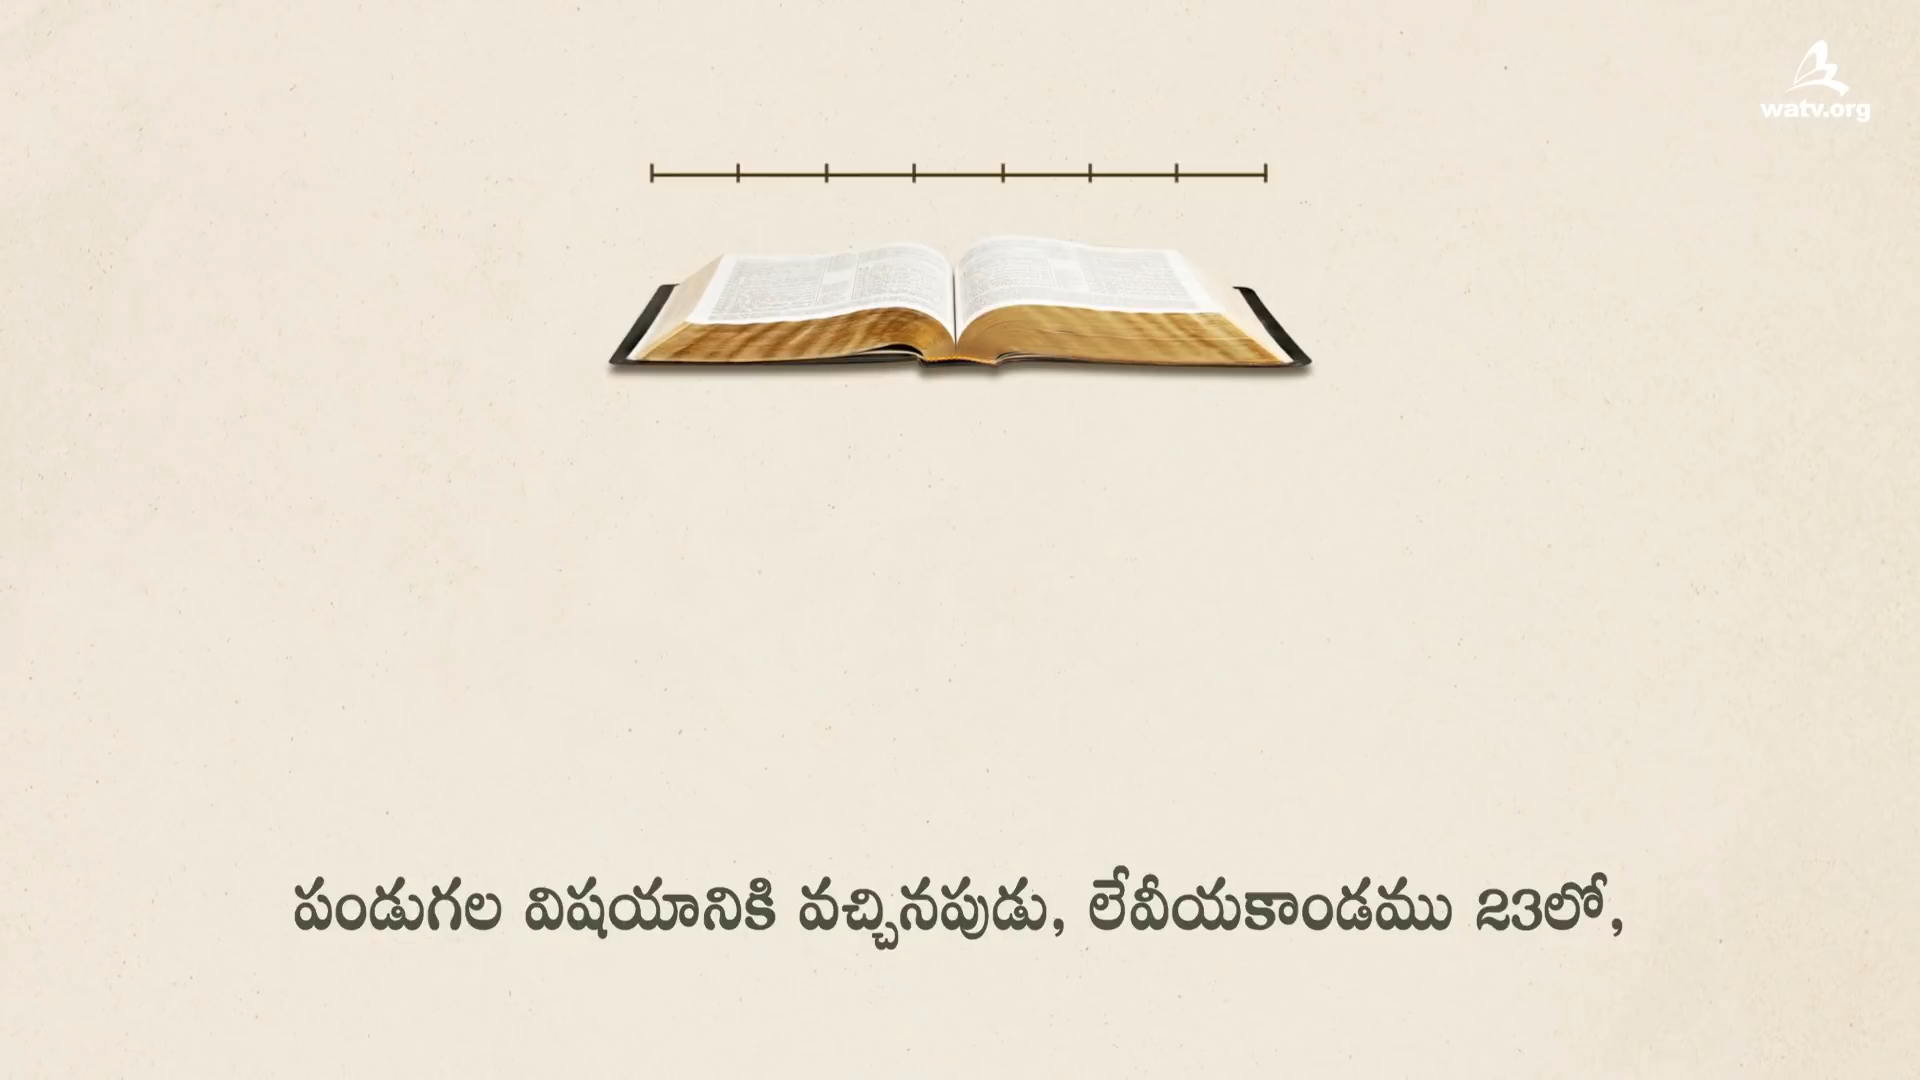 watv.org
పండుగల విషయానికి వచ్చినపుడు, లేవీయకాండము 23లో,